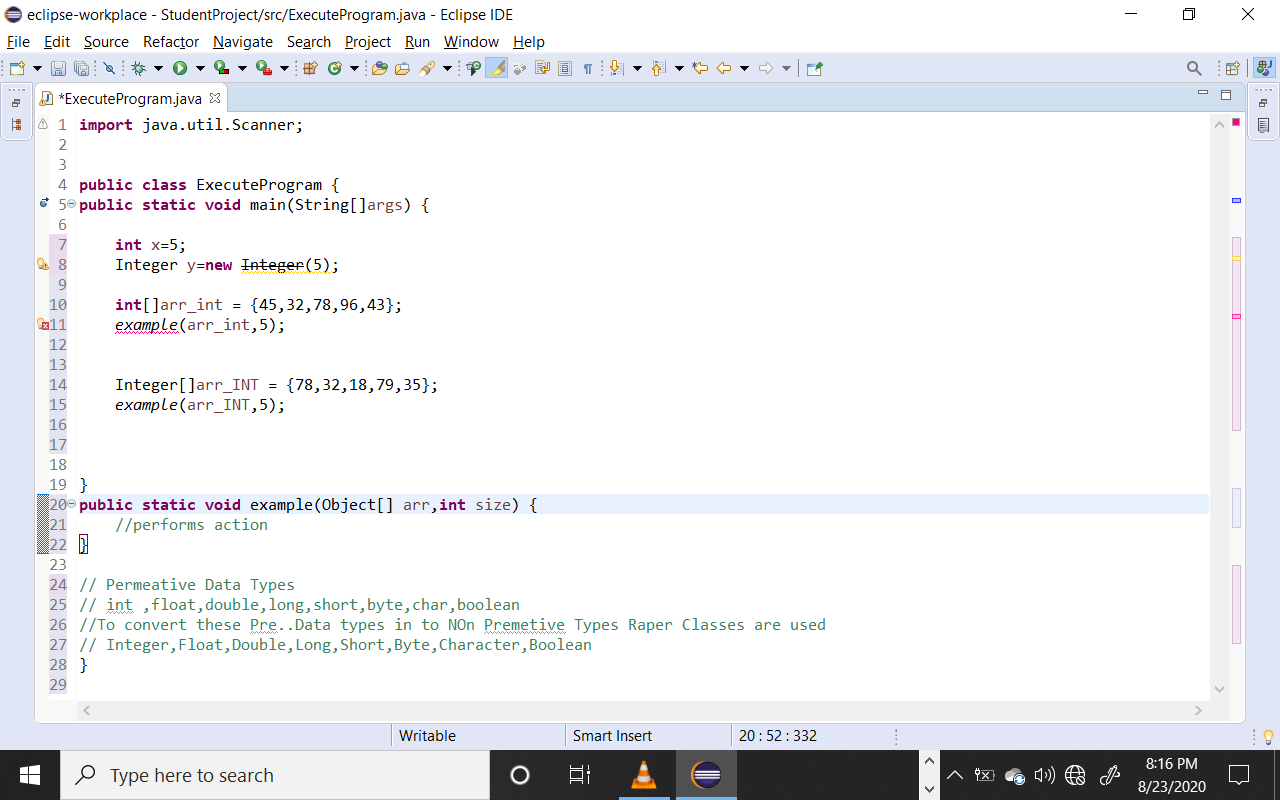 eclipse-workplace - StudentProject/src/ExecuteProgram.java - Eclipse IDE
File Edit Source Refactor Navigate Search Project Run Window Help
*ExecuteProgram.java
1 import java.util.Scanner;
2
3
4 public class ExecuteProgram {
5 public static void main(String[]args) {
6
7 int x=5;
8 Integer y=new Integer(5);
9
10 int[]arr_int = {45,32,78,96,43};
11 example(arr_int,5);
12
13
14 Integer[]arr_INT = {78,32,18,79,35};
15 example(arr_INT,5);
16
17
18
19 }
20 public static void example(Object[] arr,int size) {
21 //performs action
22 }
23
24 // Permeative Data Types
25 // int ,float,double,long,short,byte,char,boolean
26 //To convert these Pre..Data types in to NOn Premetive Types Raper Classes are used
27 // Integer,Float,Double,Long,Short,Byte,Character,Boolean
28 }
29
Writable Smart Insert 20 : 52 : 332
Type here to search
8:16 PM
8/23/2020